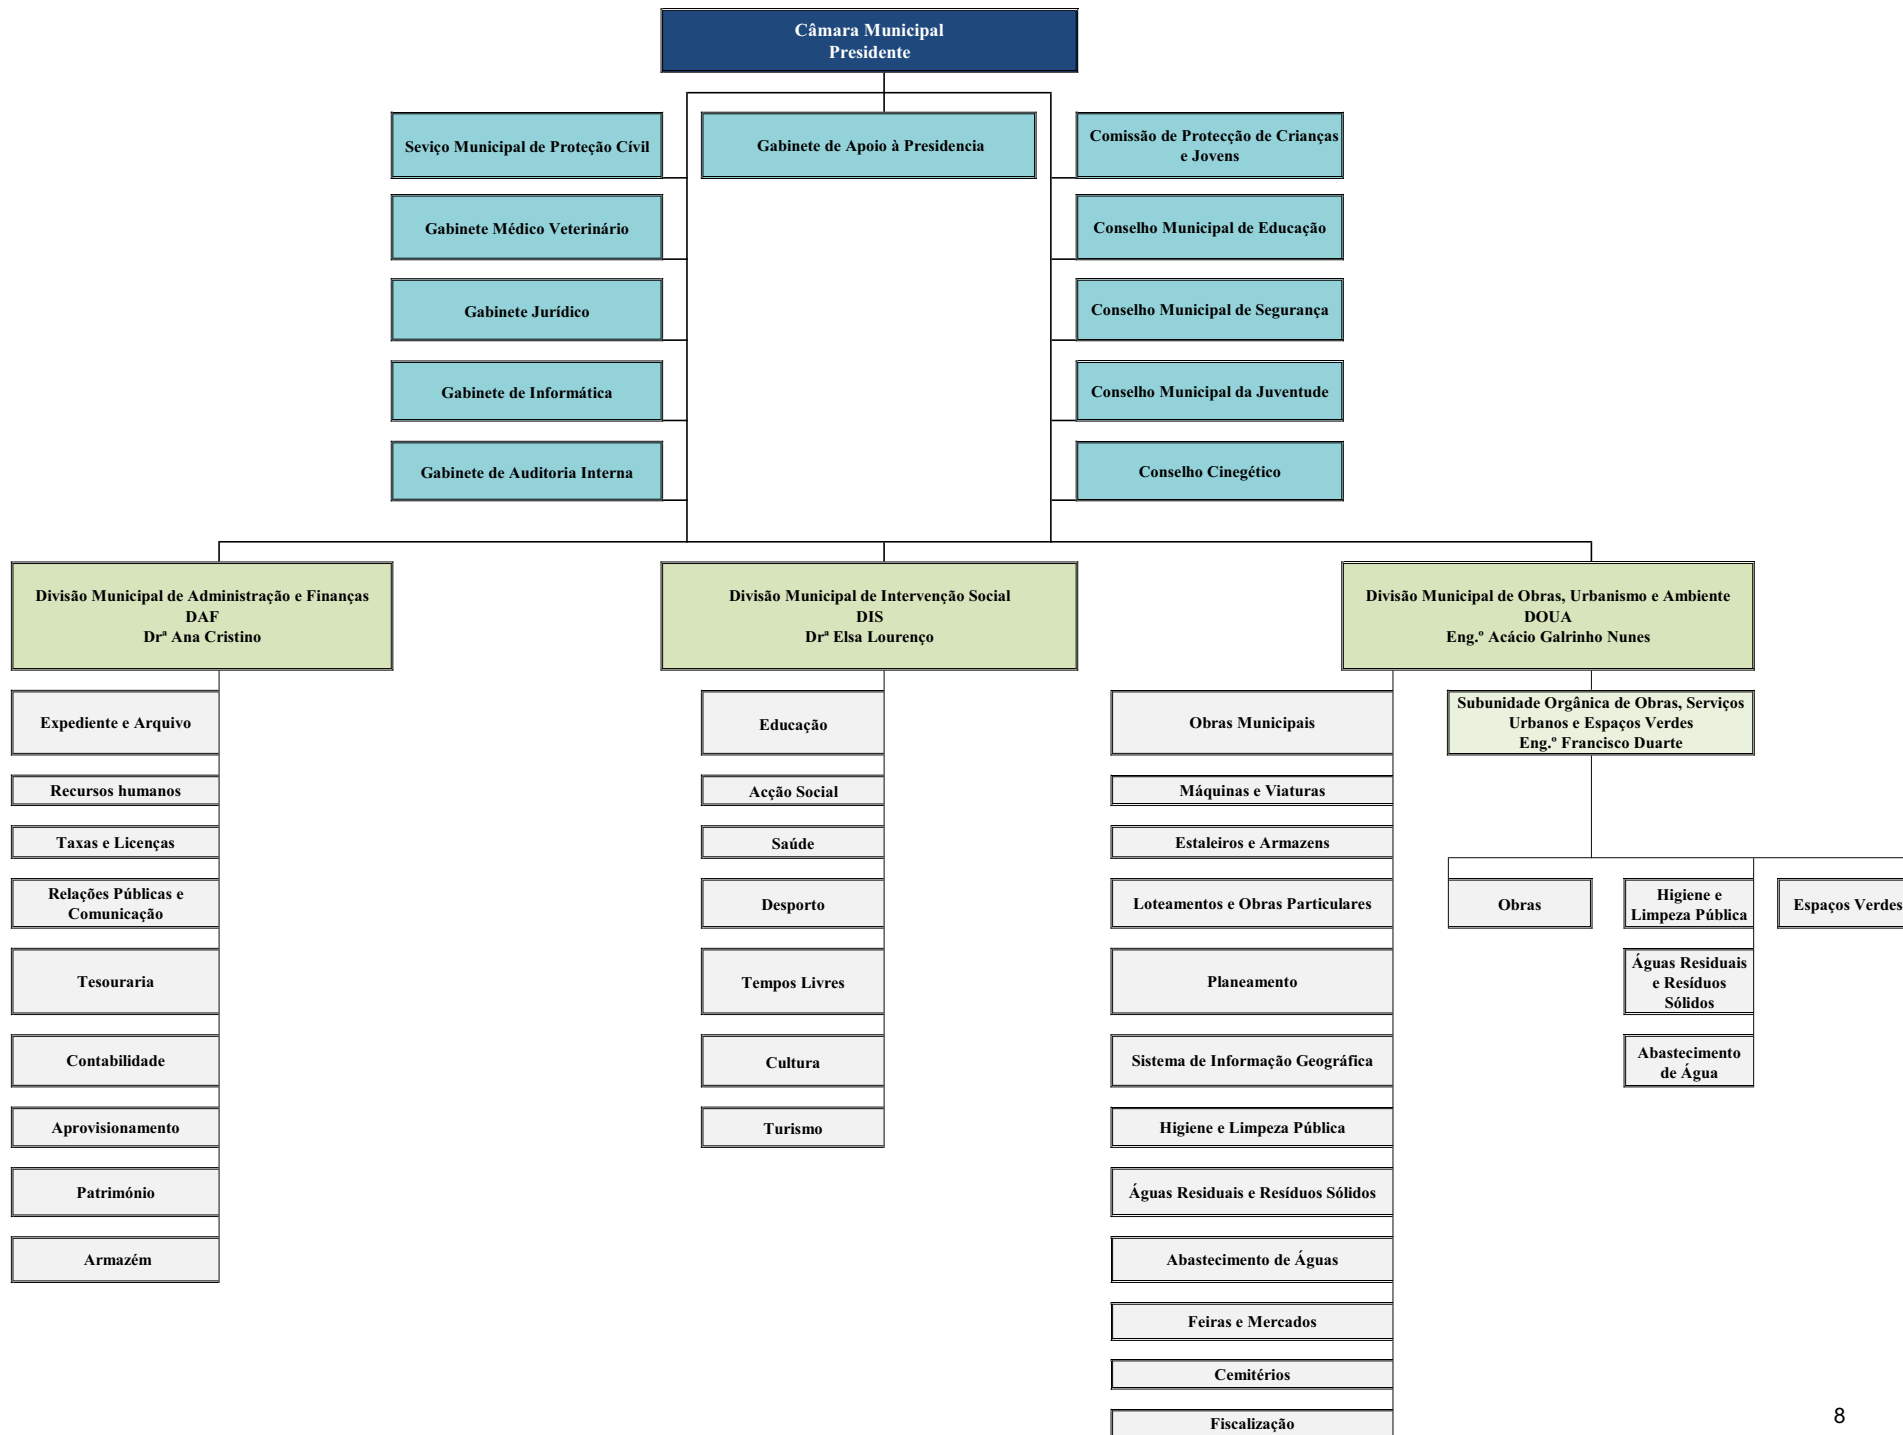 Câmara Municipal
Presidente
Seviço Municipal de Proteção Cívil
Gabinete de Apoio à Presidencia
Comissão de Protecção de Crianças
e Jovens
Gabinete Médico Veterinário
Conselho Municipal de Educação
Gabinete Jurídico
Conselho Municipal de Segurança
Gabinete de Informática
Conselho Municipal da Juventude
Gabinete de Auditoria Interna
Conselho Cinegético
Divisão Municipal de Administração e Finanças
DAF
Drª Ana Cristino
Divisão Municipal de Intervenção Social
DIS
Drª Elsa Lourenço
Divisão Municipal de Obras, Urbanismo e Ambiente
DOUA
Eng.º Acácio Galrinho Nunes
Expediente e Arquivo
Recursos humanos
Taxas e Licenças
Relações Públicas e
Comunicação
Tesouraria
Contabilidade
Aprovisionamento
Património
Armazém
Educação
Acção Social
Saúde
Desporto
Tempos Livres
Cultura
Turismo
Obras Municipais
Máquinas e Viaturas
Estaleiros e Armazens
Loteamentos e Obras Particulares
Planeamento
Sistema de Informação Geográfica
Higiene e Limpeza Pública
Águas Residuais e Resíduos Sólidos
Abastecimento de Águas
Feiras e Mercados
Cemitérios
Fiscalização
Subunidade Orgânica de Obras, Serviços
Urbanos e Espaços Verdes
Eng.º Francisco Duarte
Obras
Higiene e
Limpeza Pública
Águas Residuais
e Resíduos
Sólidos
Abastecimento
de Água
Espaços Verdes
8